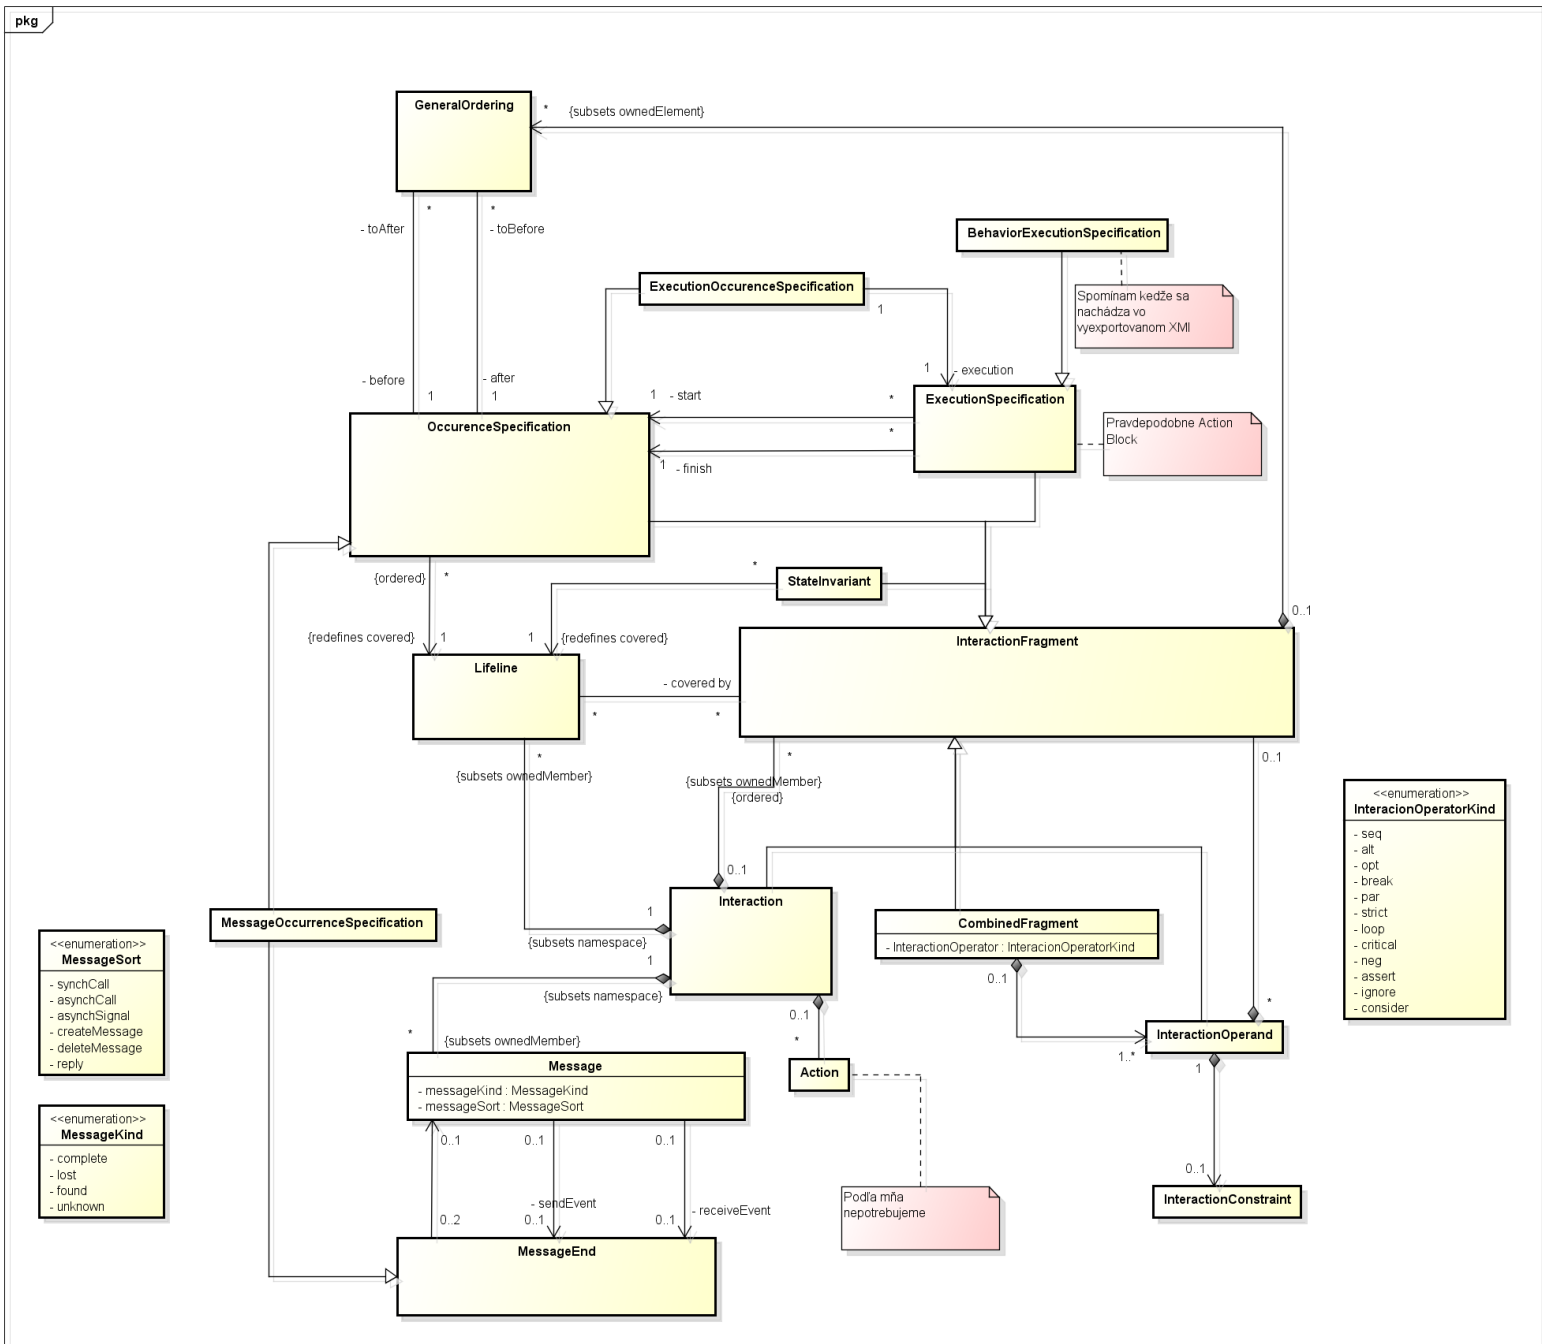 pkg
GeneralOrdering
*
{subsets ownedElement}
*
*
- toAfter
- toBefore
BehaviorExecutionSpecification
ExecutionOccurenceSpecification
1
Spomínam kedže sa
nachádza vo
vyexportovanom XMI
- before
- after
1
1
1
- execution
1
- start
*
ExecutionSpecification
OccurenceSpecification
*
1
- finish
Pravdepodobne Action
Block
{ordered}
*
*
StateInvariant
0..1
{redefines covered}
1
1
{redefines covered}
InteractionFragment
Lifeline
- covered by
*
*
*
{subsets ownedMember}
*
{subsets ownedMember}
{ordered}
0..1
<<enumeration>>
InteracionOperatorKind
- seq
- alt
- opt
- break
- par
- strict
- loop
- critical
- neg
- assert
- ignore
- consider
0..1
Interaction
1
{subsets namespace}
1
{subsets namespace}
CombinedFragment
- InteractionOperator : InteracionOperatorKind
0..1
MessageOccurrenceSpecification
<<enumeration>>
MessageSort
- synchCall
- asynchCall
- asynchSignal
- createMessage
- deleteMessage
- reply
0..1
*
*
InteractionOperand
1..*
1
*
{subsets ownedMember}
Message
- messageKind : MessageKind
- messageSort : MessageSort
Action
<<enumeration>>
MessageKind
- complete
- lost
- found
- unknown
0..1
0..1
0..1
- sendEvent
- receiveEvent
0..2
0..1
0..1
Podľa mňa
nepotrebujeme
0..1
InteractionConstraint
MessageEnd